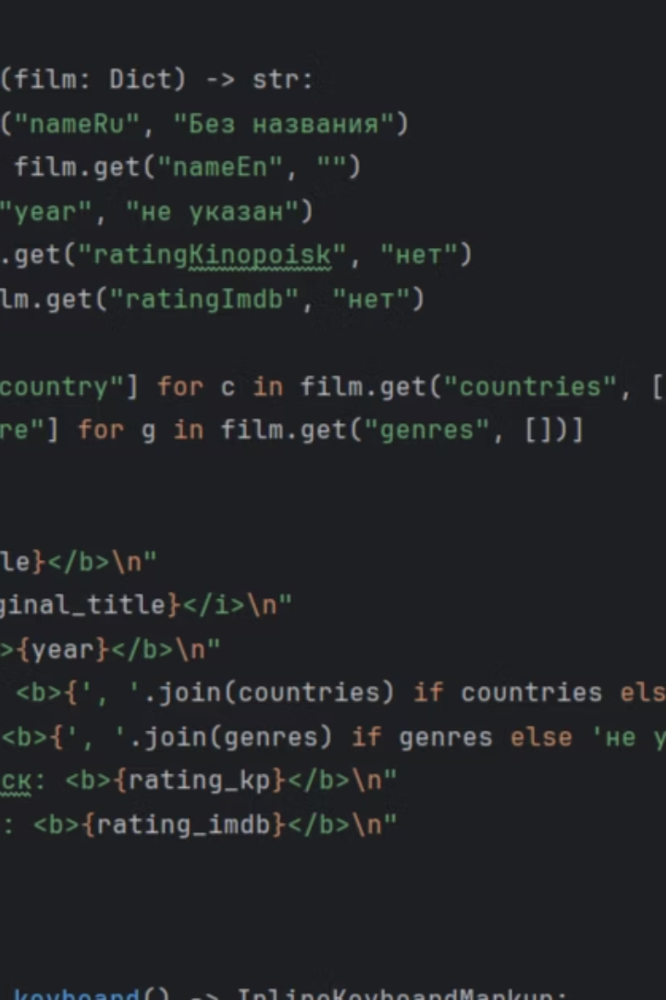 (film: Dict) -> str:
("nameRu", "Без названия")
film.get("nameEn", "")
"year", "не указан")
.get("ratingKinopoisk", "нет")
lm.get("ratingImdb", "нет")
country"] for c in film.get("countries", [
re"] for g in film.get("genres", [])]
le}</b>\n"
ginal_title}</i>\n"
>{year}</b>\n"
<b>{', '.join(countries) if countries els
<b>{', '.join(genres) if genres else 'не у
ск: <b>{rating_kp}</b>\n"
: <b>{rating_imdb}</b>\n"
keyboard() -> InlineKeyboardMarkup: